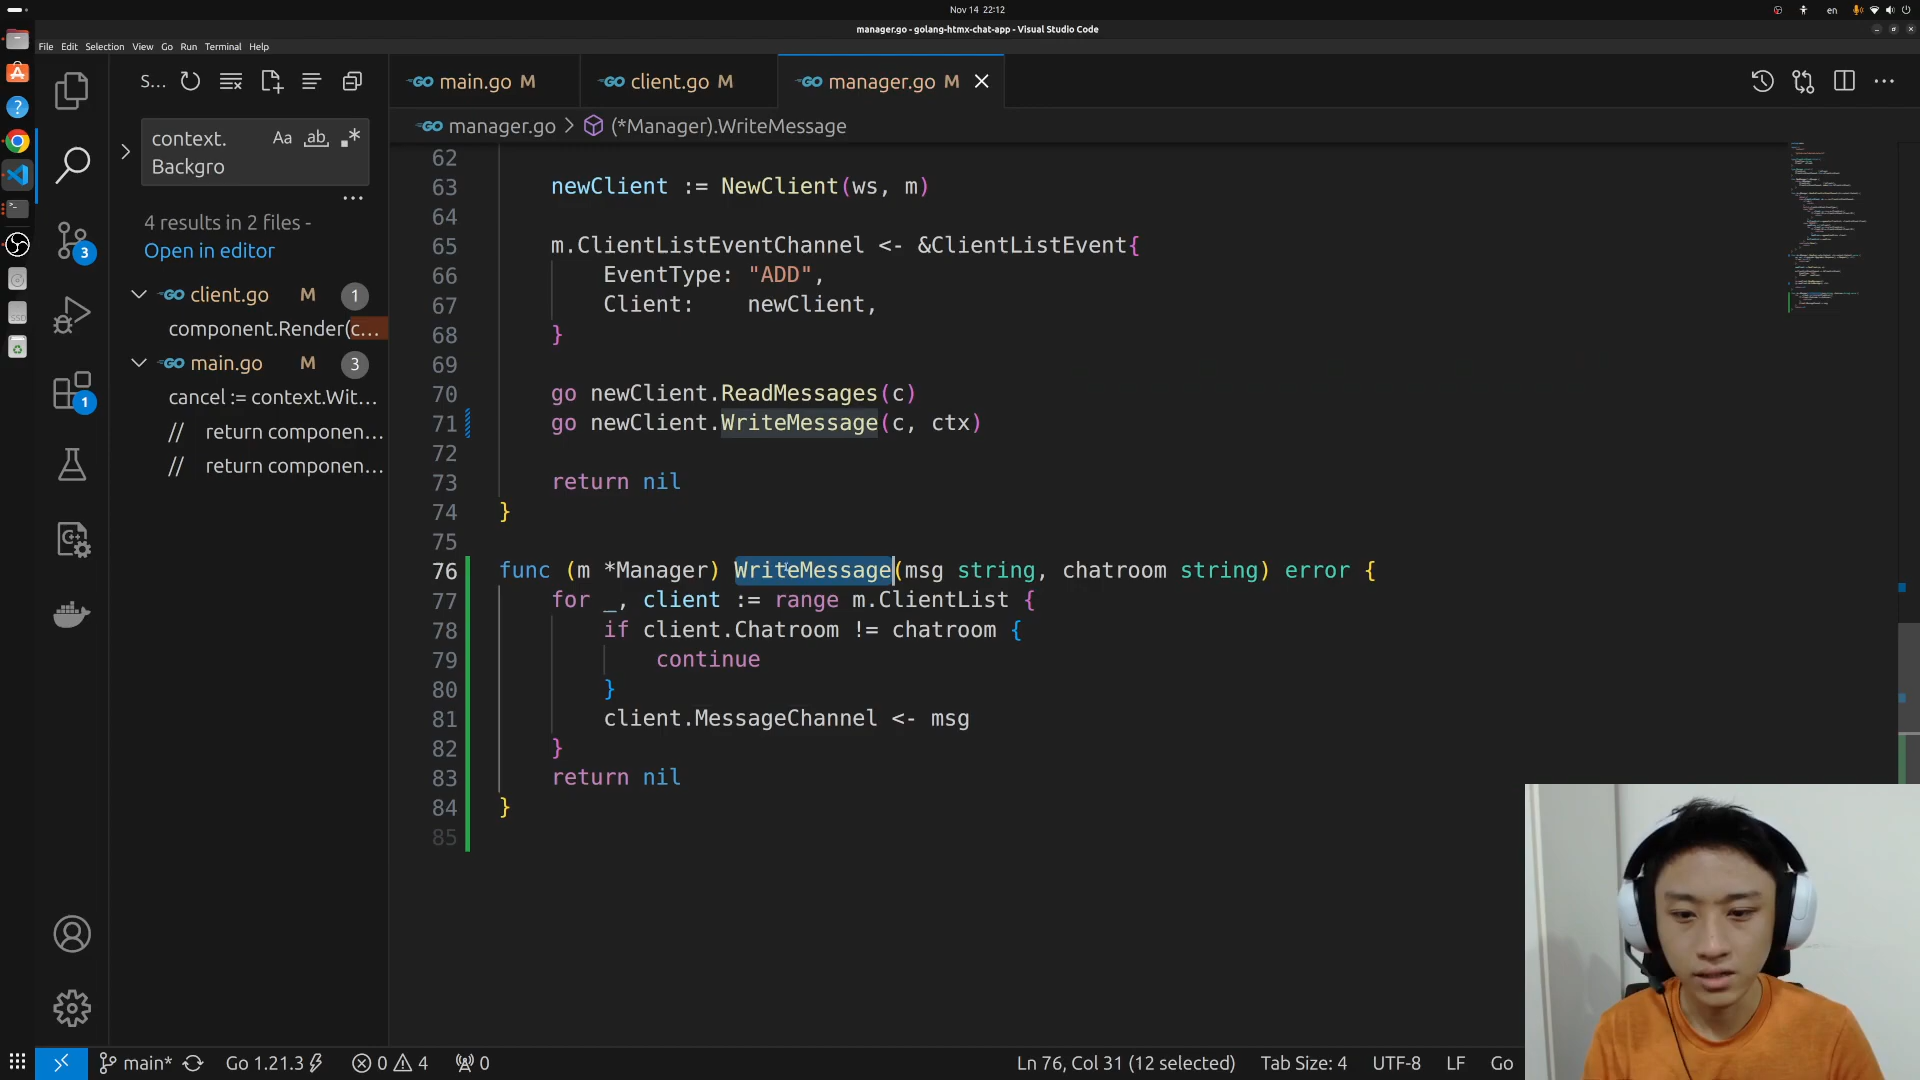 Nov 14 22:12
en
manager.go - golang-htmx-chat-app - Visual Studio Code
File Edit Selection View Go Run Terminal Help
S...
main.go M
client.go M
manager.go M
manager.go > (*Manager).WriteMessage
context.
Backgro
Aa ab
4 results in 2 files -
Open in editor
client.go M 1
component.Render(c...
main.go M 3
cancel := context.Wit...
// return componen...
// return componen...
3
1
62
63 newClient := NewClient(ws, m)
64
65 m.ClientListEventChannel <- &ClientListEvent{
66 EventType: "ADD",
67 Client: newClient,
68 }
69
70 go newClient.ReadMessages(c)
71 go newClient.WriteMessage(c, ctx)
72
73 return nil
74 }
75
76 func (m *Manager) WriteMessage(msg string, chatroom string) error {
77 for _, client := range m.ClientList {
78 if client.Chatroom != chatroom {
79 continue
80 }
81 client.MessageChannel <- msg
82 }
83 return nil
84 }
85
main* Go 1.21.3 0 4 0 Ln 76, Col 31 (12 selected) Tab Size: 4 UTF-8 LF Go